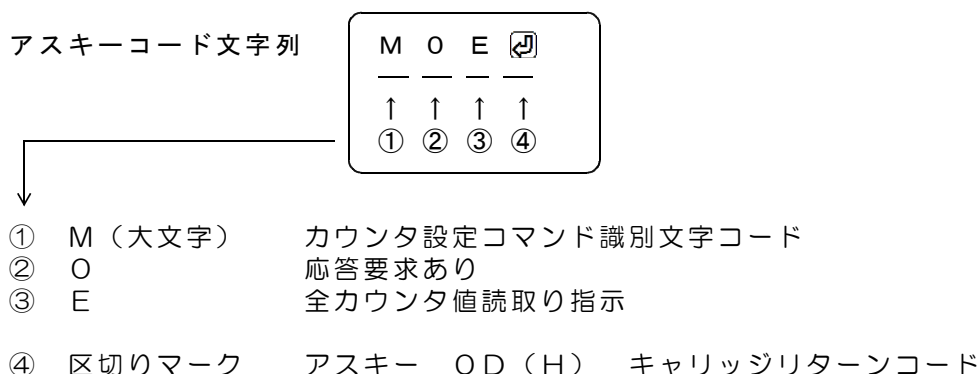 アスキーコード文字列 M 0 E ⏎
↑ ↑ ↑ ↑
① ② ③ ④
① M（大文字） カウンタ設定コマンド識別文字コード
② 0 応答要求あり
③ E 全カウンタ値読取り指示
④ 区切りマーク アスキー 0D（H） キャリッジリターンコード